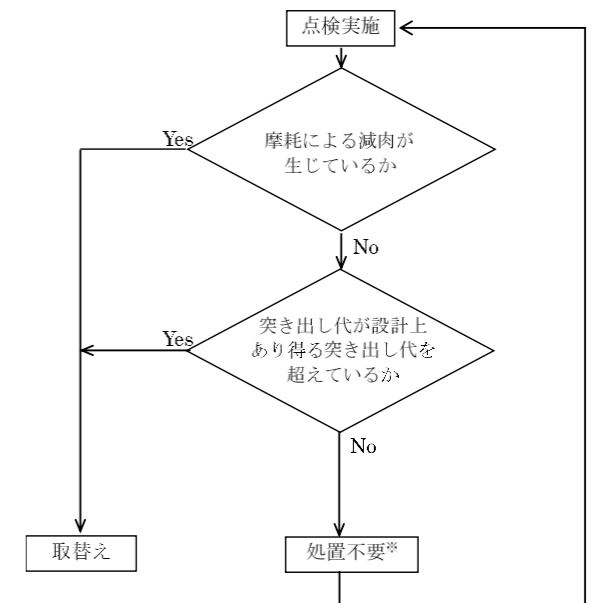 点検実施
摩耗による減肉が
生じているか
Yes
No
突き出し代が設計上
あり得る突き出し代を
超えているか
Yes
No
取替え
処置不要※